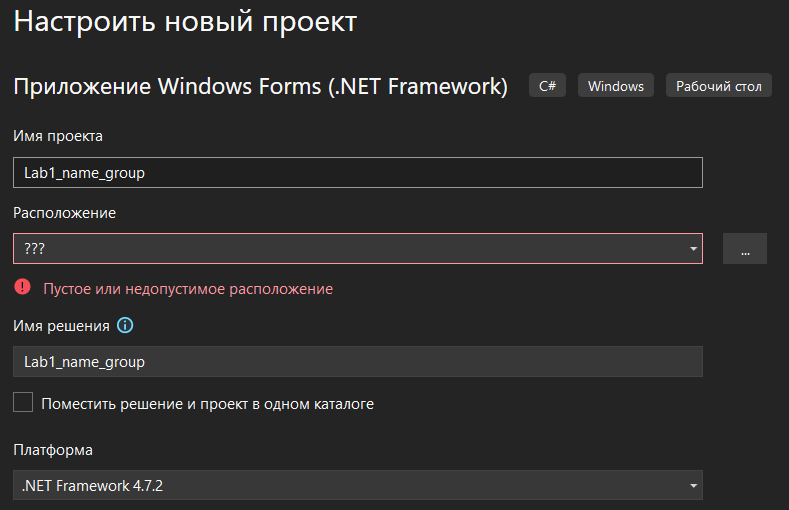 Настроить новый проект
Приложение Windows Forms (.NET Framework) C# Windows Рабочий стол
Имя проекта
Lab1_name_group
Расположение
???
...
Пустое или недопустимое расположение
Имя решения
Lab1_name_group
Поместить решение и проект в одном каталоге
Платформа
.NET Framework 4.7.2